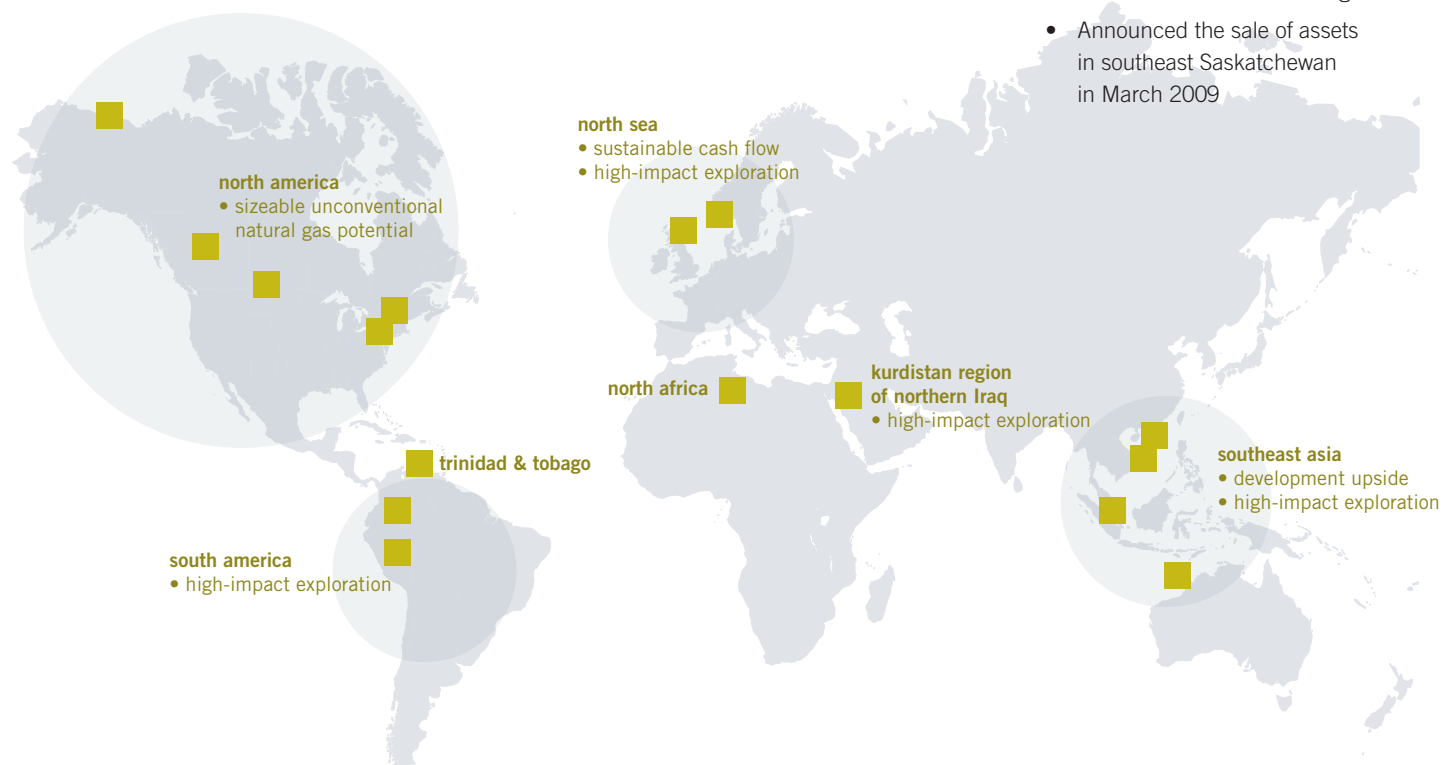 • Announced the sale of assets
in southeast Saskatchewan
in March 2009
north sea
• sustainable cash flow
• high-impact exploration
north america
• sizeable unconventional
natural gas potential
kurdistan region
of northern Iraq
• high-impact exploration
north africa
trinidad & tobago
southeast asia
• development upside
• high-impact exploration
south america
• high-impact exploration